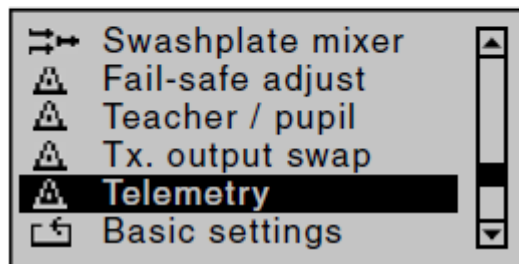 Swashplate mixer
Fail-safe adjust
Teacher / pupil
Tx. output swap
Telemetry
Basic settings